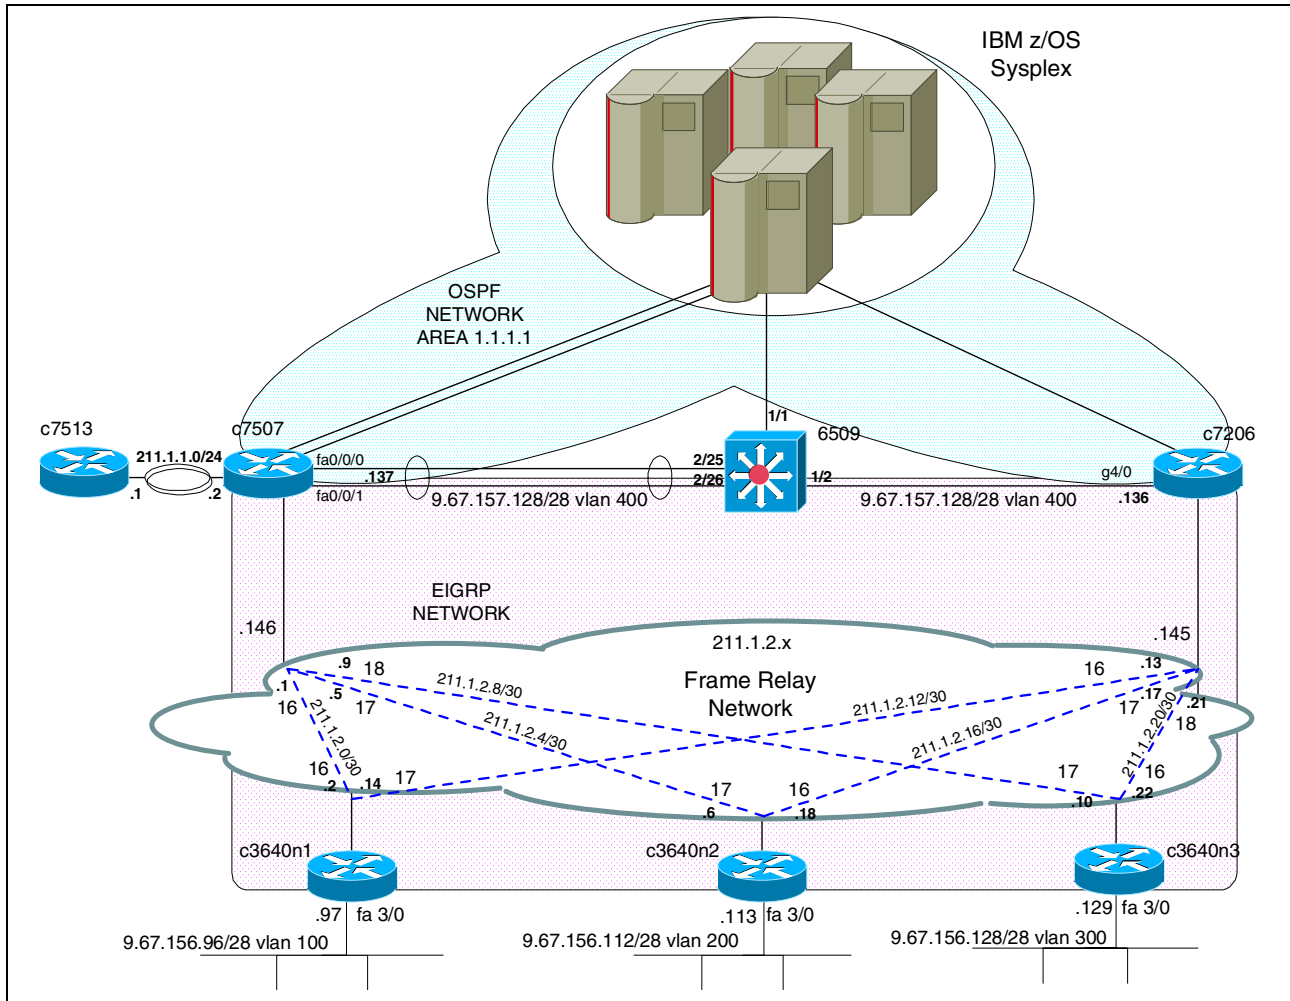 IBM z/OS
Sysplex
OSPF
NETWORK
AREA 1.1.1.1
1/1
c7513
c7507
6509
c7206
211.1.1.0/24
fa0/0/0
2/25
g4/0
.137
2/26
1/2
.1
.2
fa0/0/1
9.67.157.128/28 vlan 400
9.67.157.128/28 vlan 400
.136
EIGRP
NETWORK
.146
211.1.2.x
.145
.9
18
16
.13
Frame Relay
Network
.1
.5
211.1.2.8/30
211.1.2.12/30
.17
.21
16
17
17
18
211.1.2.0/30
211.1.2.4/30
211.1.2.16/30
211.1.2.20/30
16
17
17
16
17
16
.2
.14
.6
.18
.10
.22
c3640n1
c3640n2
c3640n3
.97
fa 3/0
.113
fa 3/0
.129
fa 3/0
9.67.156.96/28 vlan 100
9.67.156.112/28 vlan 200
9.67.156.128/28 vlan 300